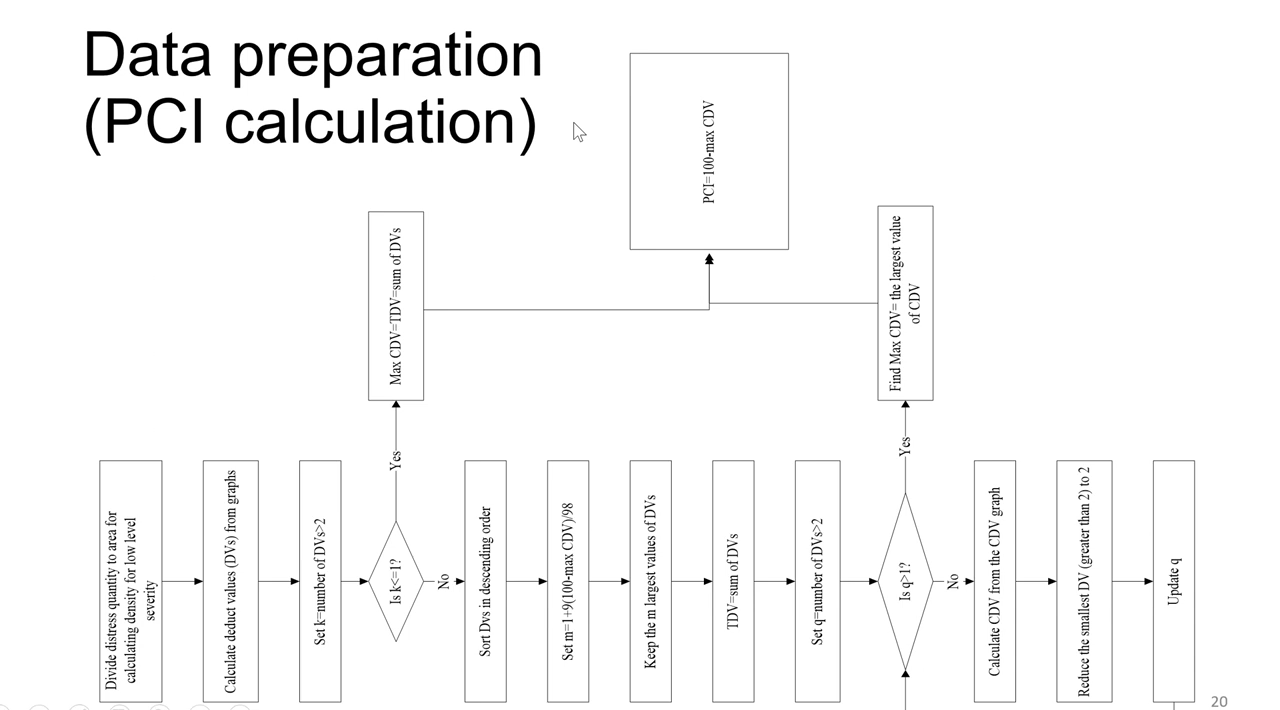 Data preparation
(PCI calculation)
PCI=100-max CDV
Max CDV=TDV=sum of DVs
Find Max CDV= the largest value
of CDV
Yes
Yes
Divide distress quantity to area for
calculating density for low level
severity
Calculate deduct values (DVs) from graphs
Set k=number of DVs>2
Is k<=1?
No
Sort Dvs in descending order
Set m=1+9(100-max CDV)/98
Keep the m largest values of DVs
TDV=sum of DVs
Set q=number of DVs>2
Is q>1?
No
Calculate CDV from the CDV graph
Reduce the smallest DV (greater than 2) to 2
Update q
20